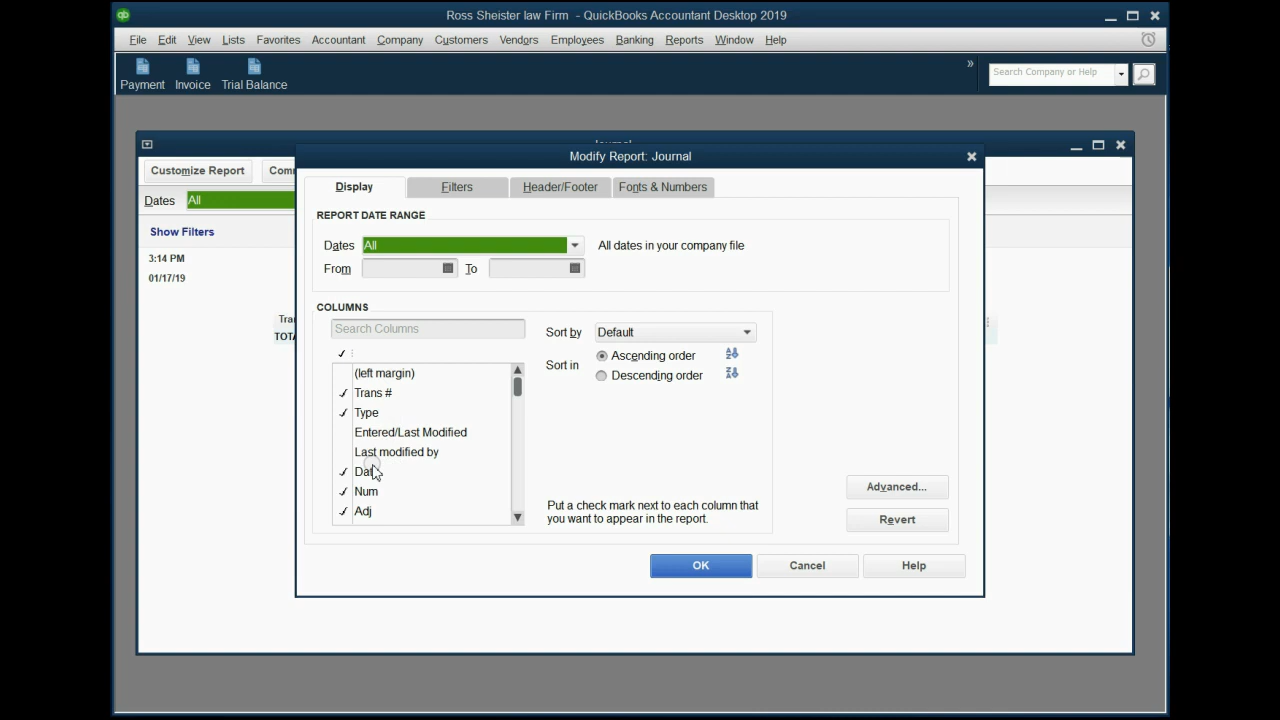 Ross Sheister law Firm - QuickBooks Accountant Desktop 2019
File Edit View Lists Favorites Accountant Company Customers Vendors Employees Banking Reports Window Help
Payment Invoice Trial Balance
» Search Company or Help
Modify Report: Journal
Customize Report
Display Filters Header/Footer Fonts & Numbers
Dates All
REPORT DATE RANGE
Show Filters
Dates All All dates in your company file
3:14 PM
From To
01/17/19
COLUMNS
Search Columns
Sort by Default
Sort in Ascending order
Descending order
(left margin)
Trans #
Type
Entered/Last Modified
Last modified by
Num
Adj
Put a check mark next to each column that
you want to appear in the report.
Advanced...
Revert
OK Cancel Help